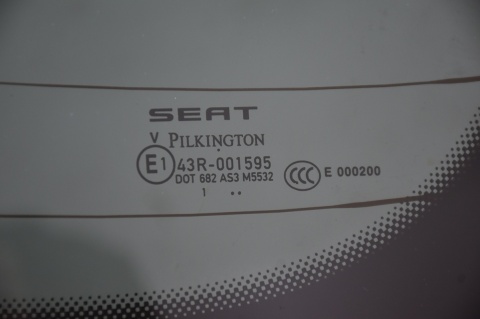 SEAT
V PILKINGTON
E1 43R-001595
DOT 682 AS3 M5532 CCC E 000200
1 ••